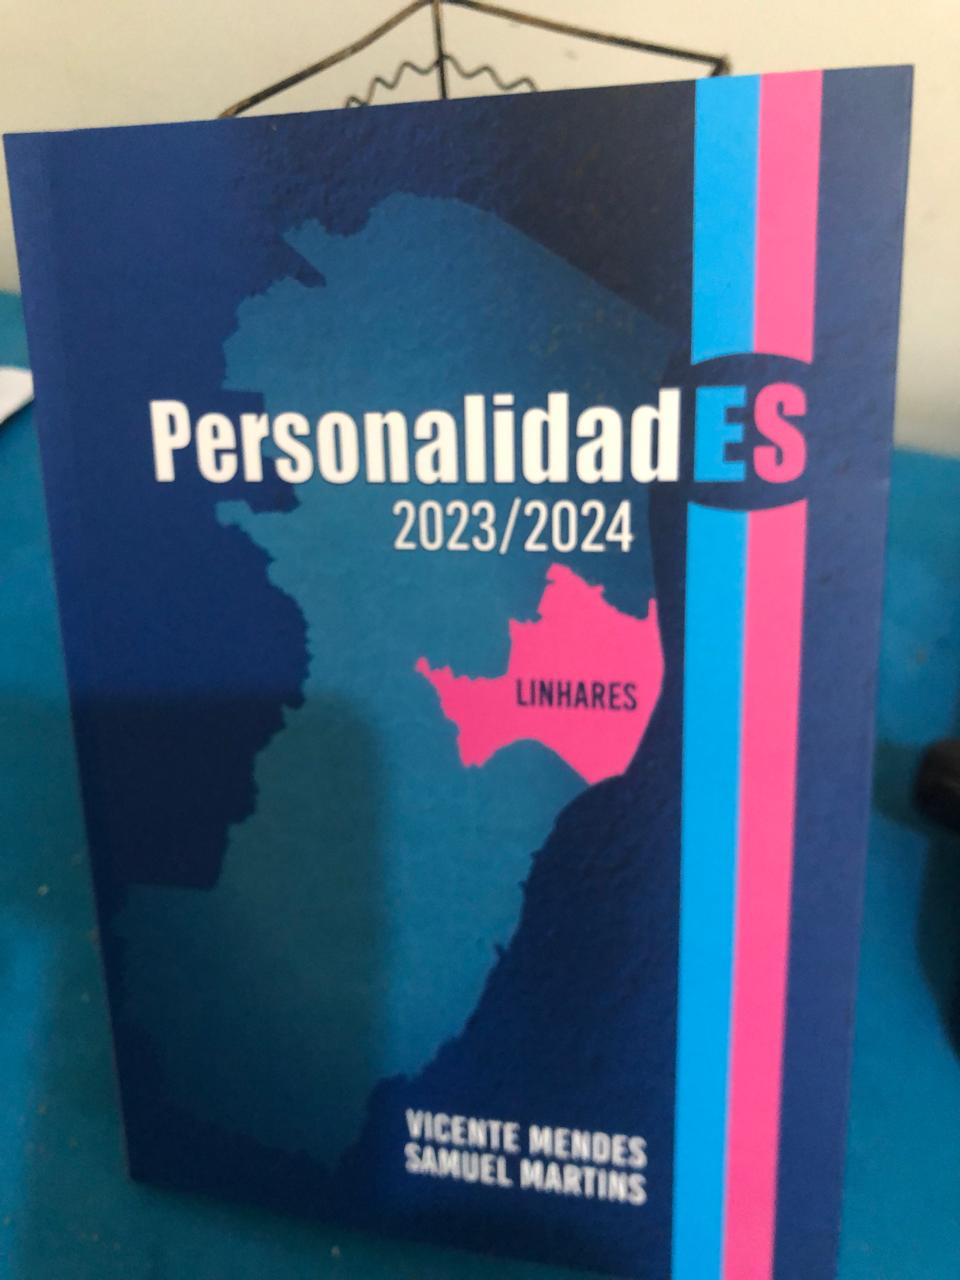 PersonalidadES
2023/2024
LINHARES
VICENTE MENDES
SAMUEL MARTINS